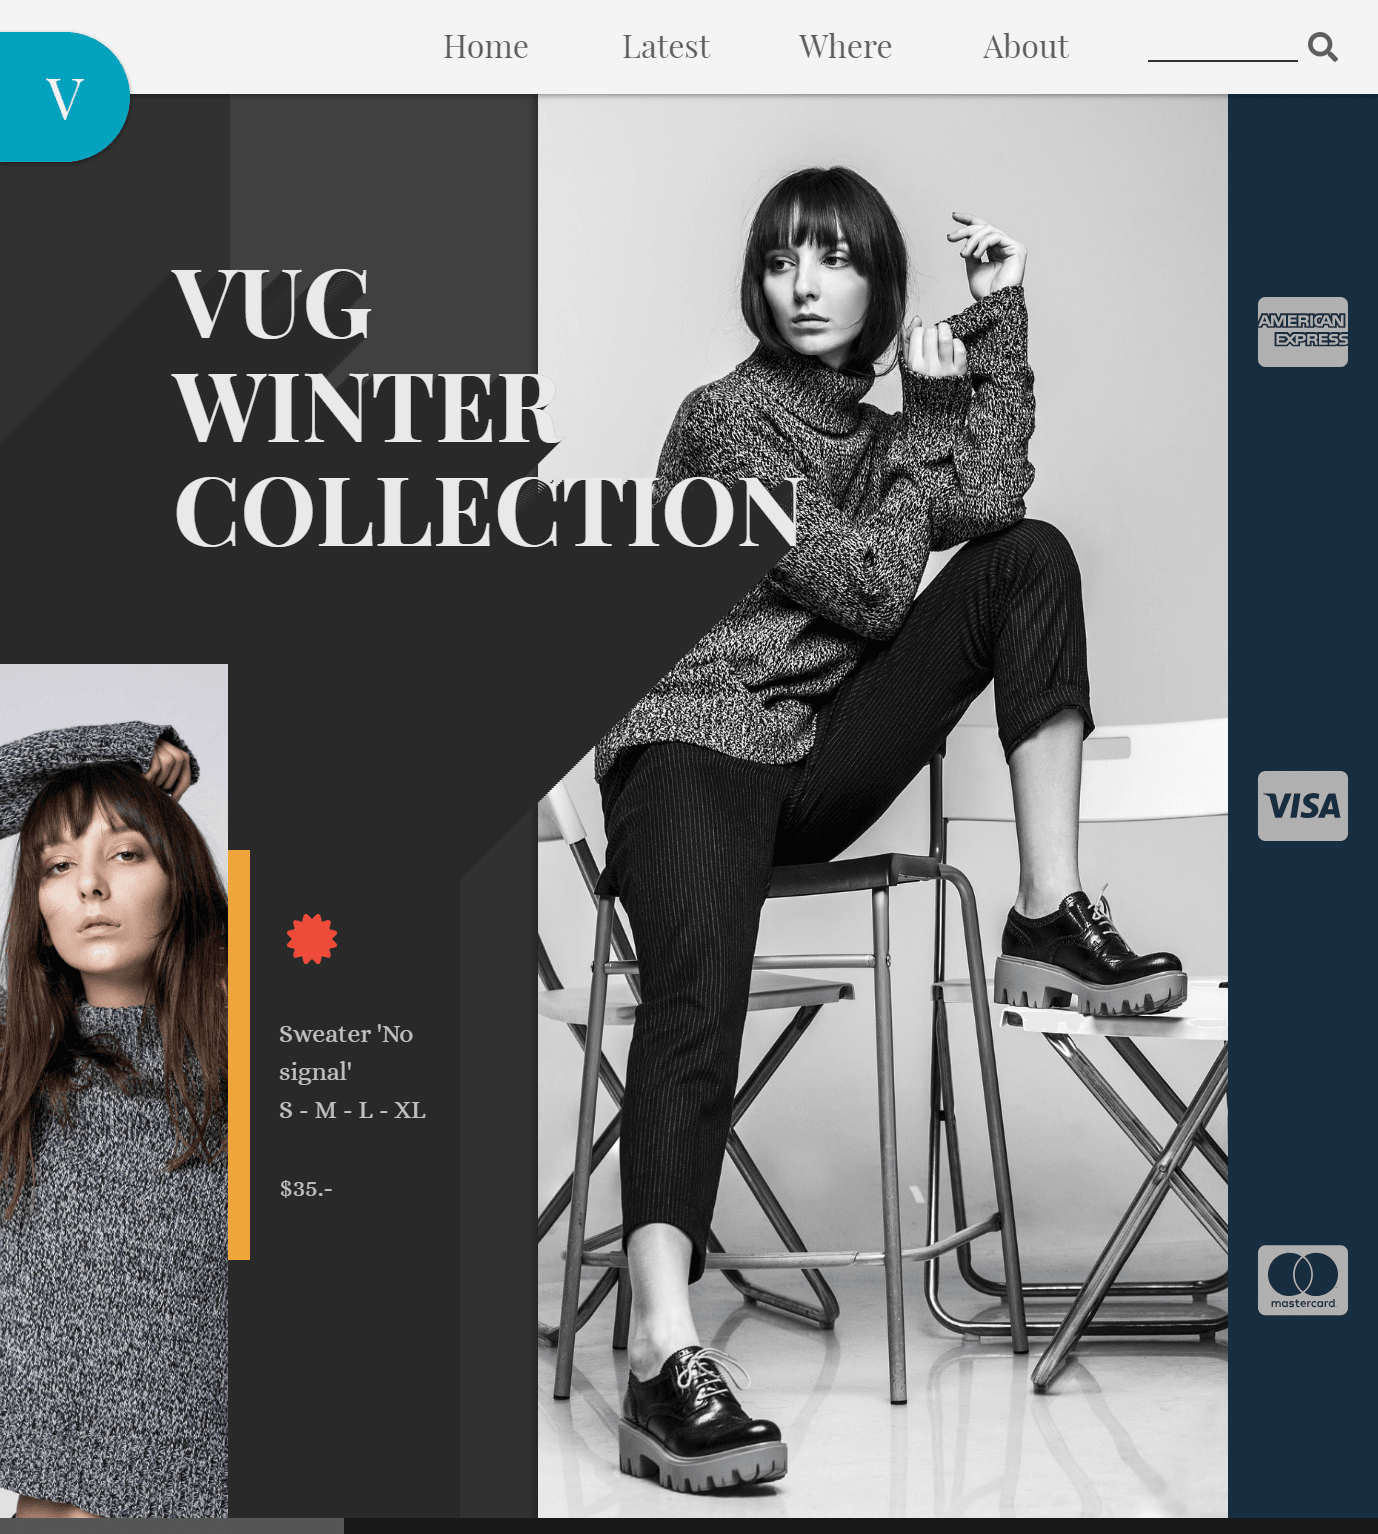 Home
Latest
Where
About
V
VUG
WINTER
COLLECTION
AMERICAN
EXPRESS
VISA
Sweater 'No
signal'
S - M - L - XL
$35.-
mastercard